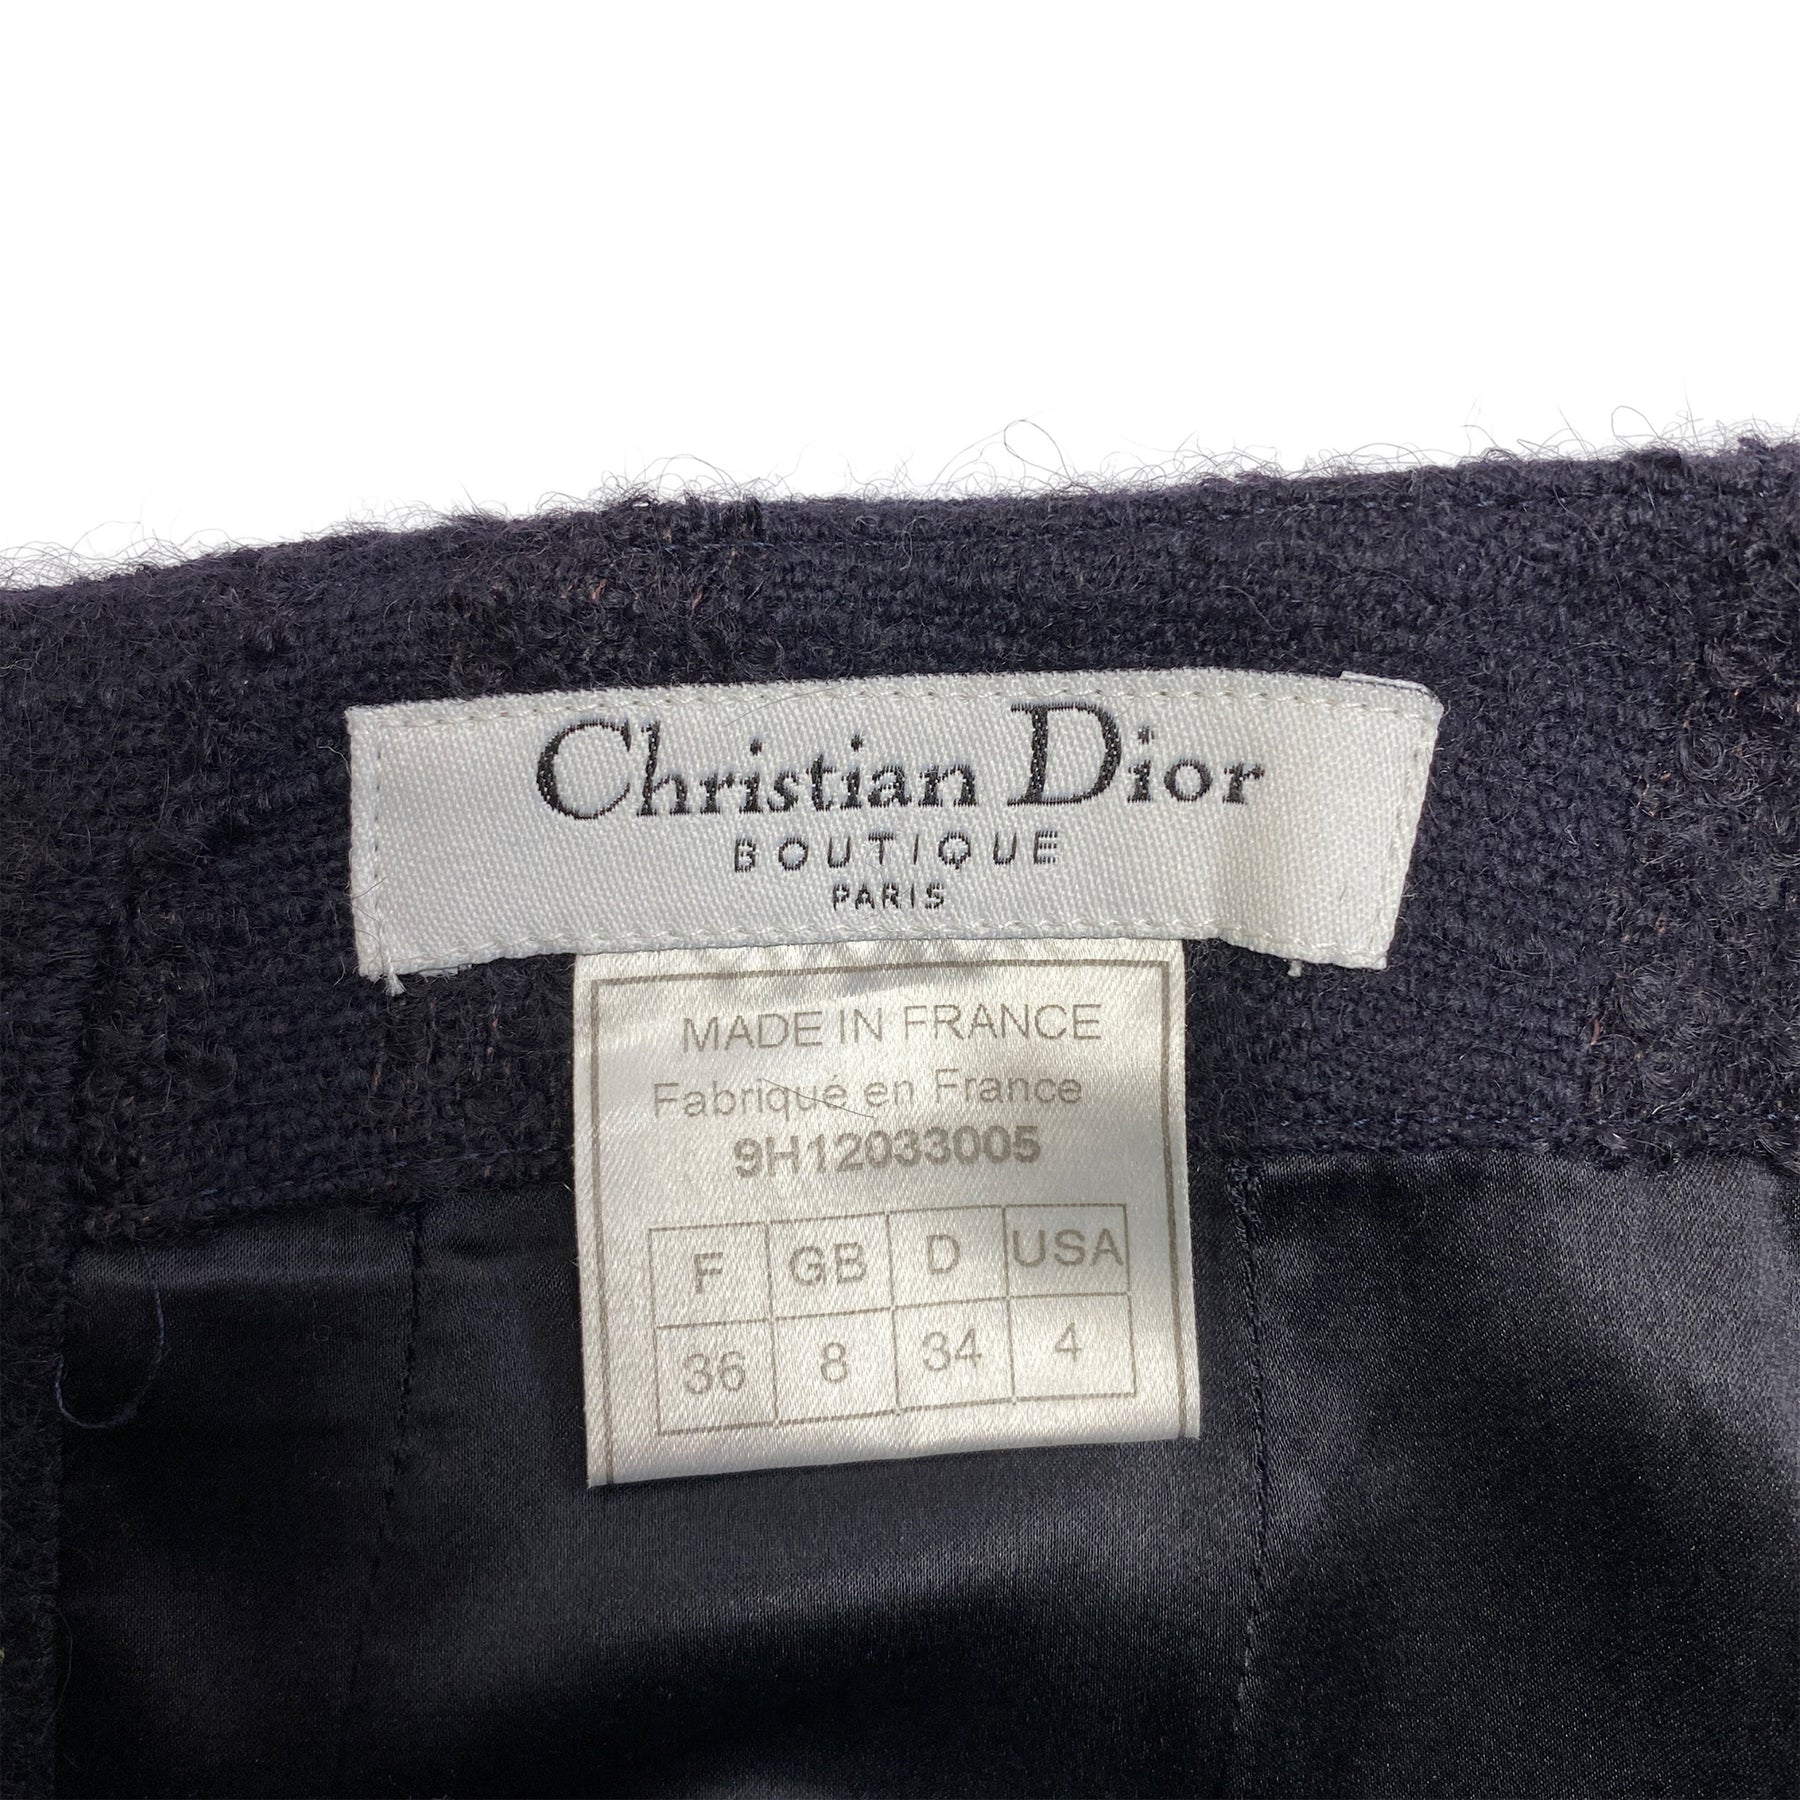 Christian Dior
BOUTIQUE
PARIS
MADE IN FRANCE
Fabriqué en France
9H12033005
F GB D USA
36 8 34 4